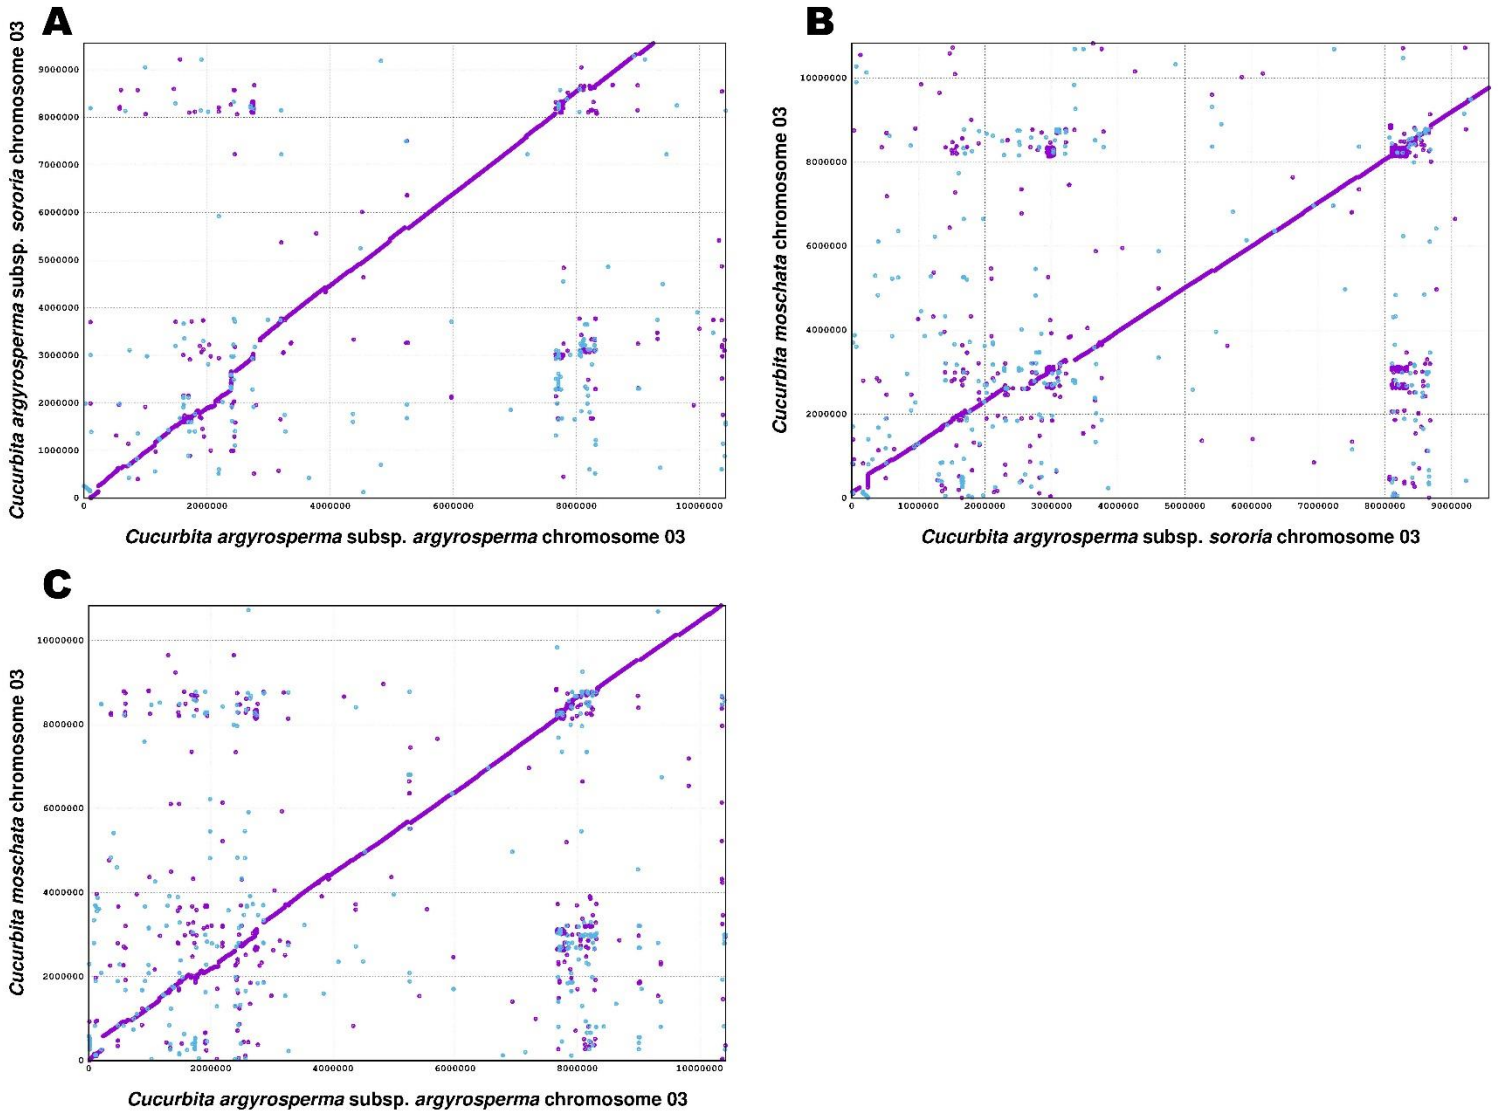 A
Cucurbita argyrosperma subsp. sororia chromosome 03
9000000
8000000
7000000
6000000
5000000
4000000
3000000
2000000
1000000
0
0 2000000 4000000 6000000 8000000 10000000
Cucurbita argyrosperma subsp. argyrosperma chromosome 03
B
Cucurbita moschata chromosome 03
10000000
8000000
6000000
4000000
2000000
0
0 1000000 2000000 3000000 4000000 5000000 6000000 7000000 8000000 9000000
Cucurbita argyrosperma subsp. sororia chromosome 03
C
Cucurbita moschata chromosome 03
10000000
8000000
6000000
4000000
2000000
0
0 2000000 4000000 6000000 8000000 10000000
Cucurbita argyrosperma subsp. argyrosperma chromosome 03